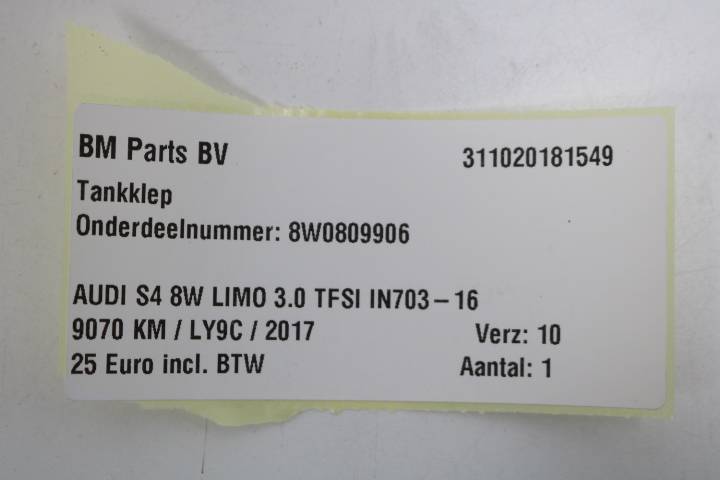 BM Parts BV 311020181549
Tankklep
Onderdeelnummer: 8W0809906
AUDI S4 8W LIMO 3.0 TFSI IN703-16
9070 KM / LY9C / 2017 Verz: 10
25 Euro incl. BTW Aantal: 1